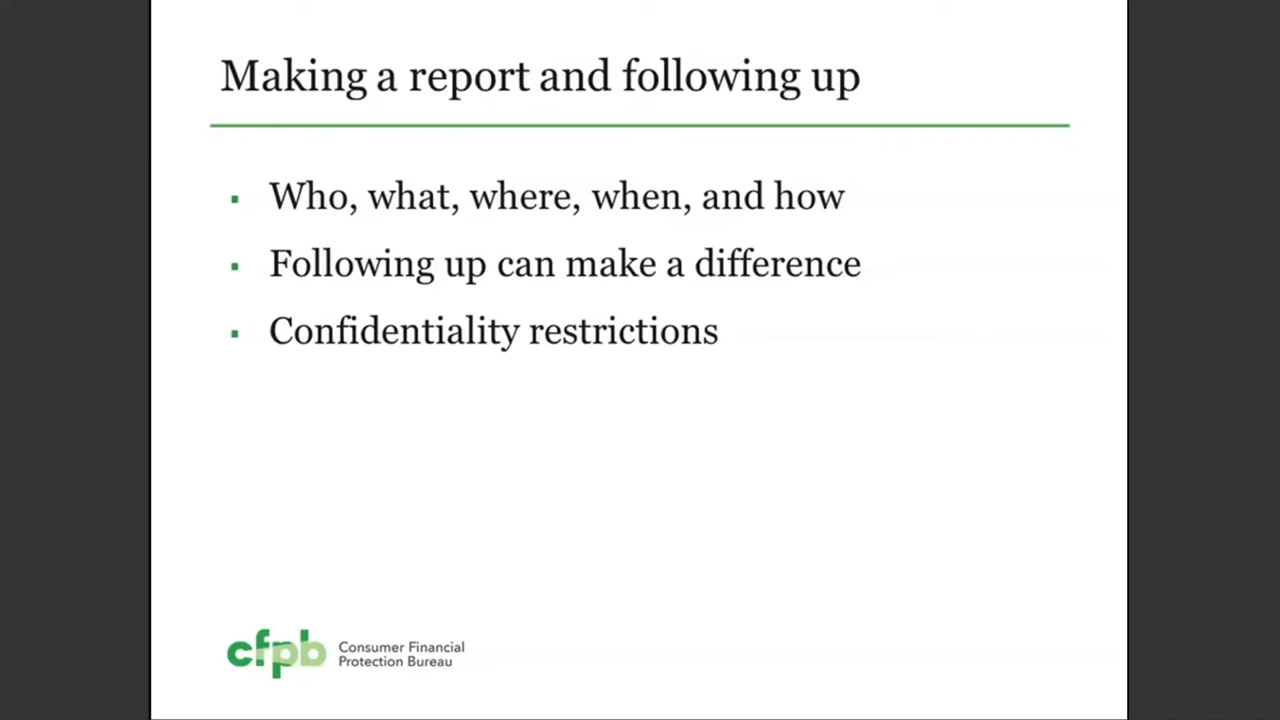 Making a report and following up
▪ Who, what, where, when, and how
▪ Following up can make a difference
▪ Confidentiality restrictions
cfpb
Consumer Financial
Protection Bureau